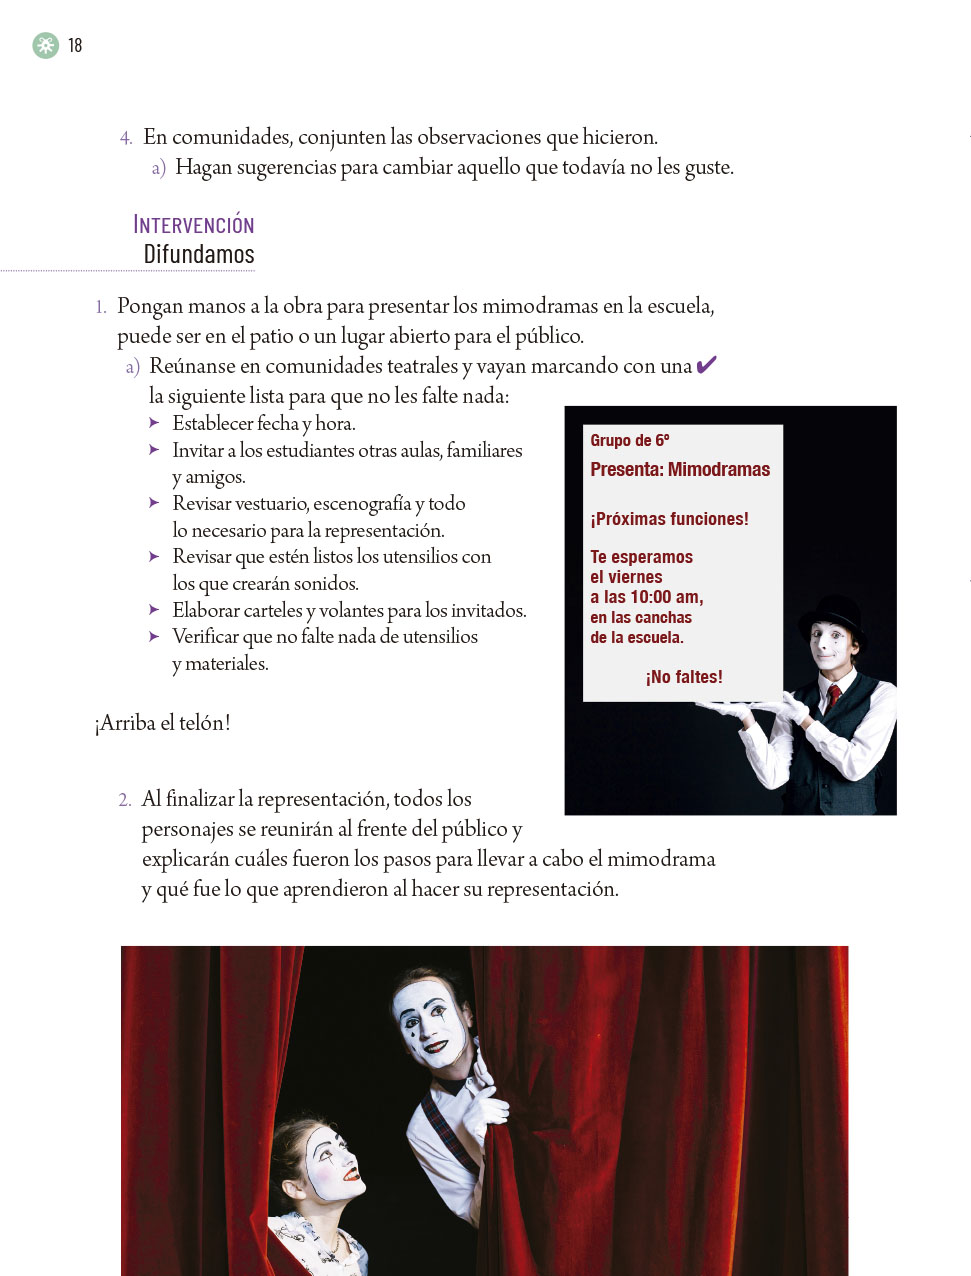 18
4. En comunidades, conjunten las observaciones que hicieron.
a) Hagan sugerencias para cambiar aquello que todavía no les guste.
Intervención
Difundamos
1. Pongan manos a la obra para presentar los mimodramas en la escuela,
puede ser en el patio o un lugar abierto para el público.
a) Reúnanse en comunidades teatrales y vayan marcando con una ✔
la siguiente lista para que no les falte nada:
➤ Establecer fecha y hora.
➤ Invitar a los estudiantes otras aulas, familiares
y amigos.
➤ Revisar vestuario, escenografía y todo
lo necesario para la representación.
➤ Revisar que estén listos los utensilios con
los que crearán sonidos.
➤ Elaborar carteles y volantes para los invitados.
➤ Verificar que no falte nada de utensilios
y materiales.
Grupo de 6º
Presenta: Mimodramas
¡Próximas funciones!
Te esperamos
el viernes
a las 10:00 am,
en las canchas
de la escuela.
¡No faltes!
¡Arriba el telón!
2. Al finalizar la representación, todos los
personajes se reunirán al frente del público y
explicarán cuáles fueron los pasos para llevar a cabo el mimodrama
y qué fue lo que aprendieron al hacer su representación.